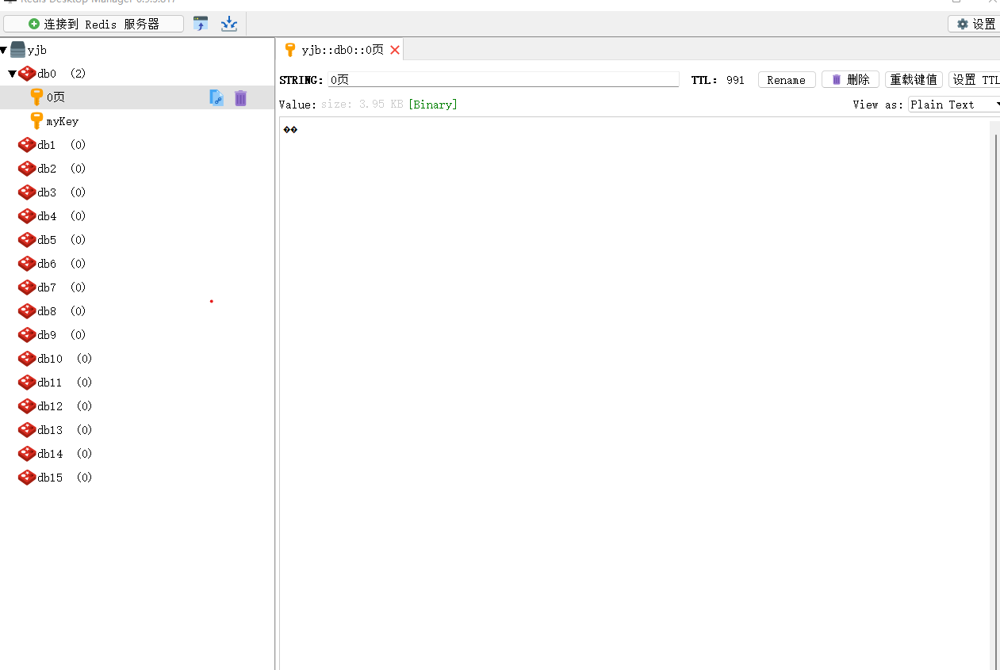 Redis Desktop Manager
连接到 Redis 服务器
设置
yjb
db0 (2)
0页
myKey
db1 (0)
db2 (0)
db3 (0)
db4 (0)
db5 (0)
db6 (0)
db7 (0)
db8 (0)
db9 (0)
db10 (0)
db11 (0)
db12 (0)
db13 (0)
db14 (0)
db15 (0)
yjb::db0::0页
STRING: 0页 TTL: 991 Rename 删除 重载键值 设置 TTL
Value: size: 3.95 KB [Binary] View as: Plain Text
��